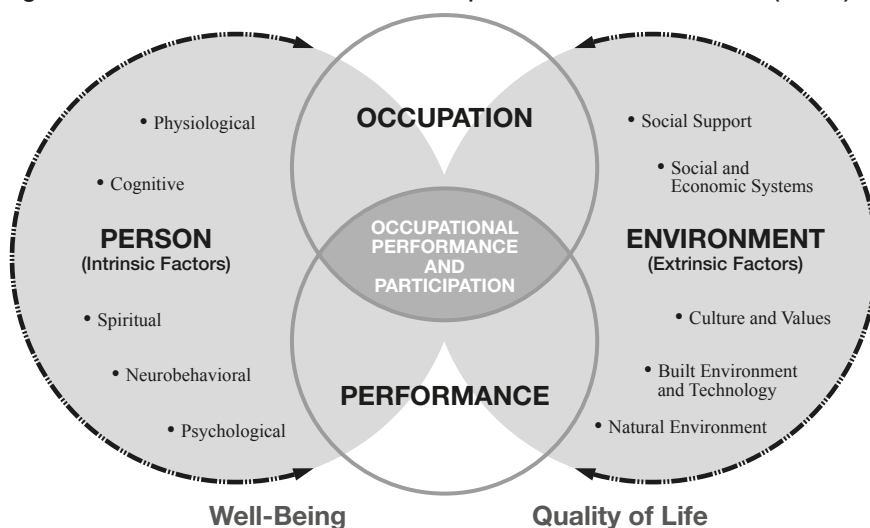 OCCUPATION
• Physiological
• Cognitive
PERSON
(Intrinsic Factors)
• Spiritual
• Neurobehavioral
• Psychological
OCCUPATIONAL
PERFORMANCE
AND
PARTICIPATION
• Social Support
• Social and
Economic Systems
ENVIRONMENT
(Extrinsic Factors)
• Culture and Values
• Built Environment
and Technology
• Natural Environment
PERFORMANCE
Well-Being
Quality of Life